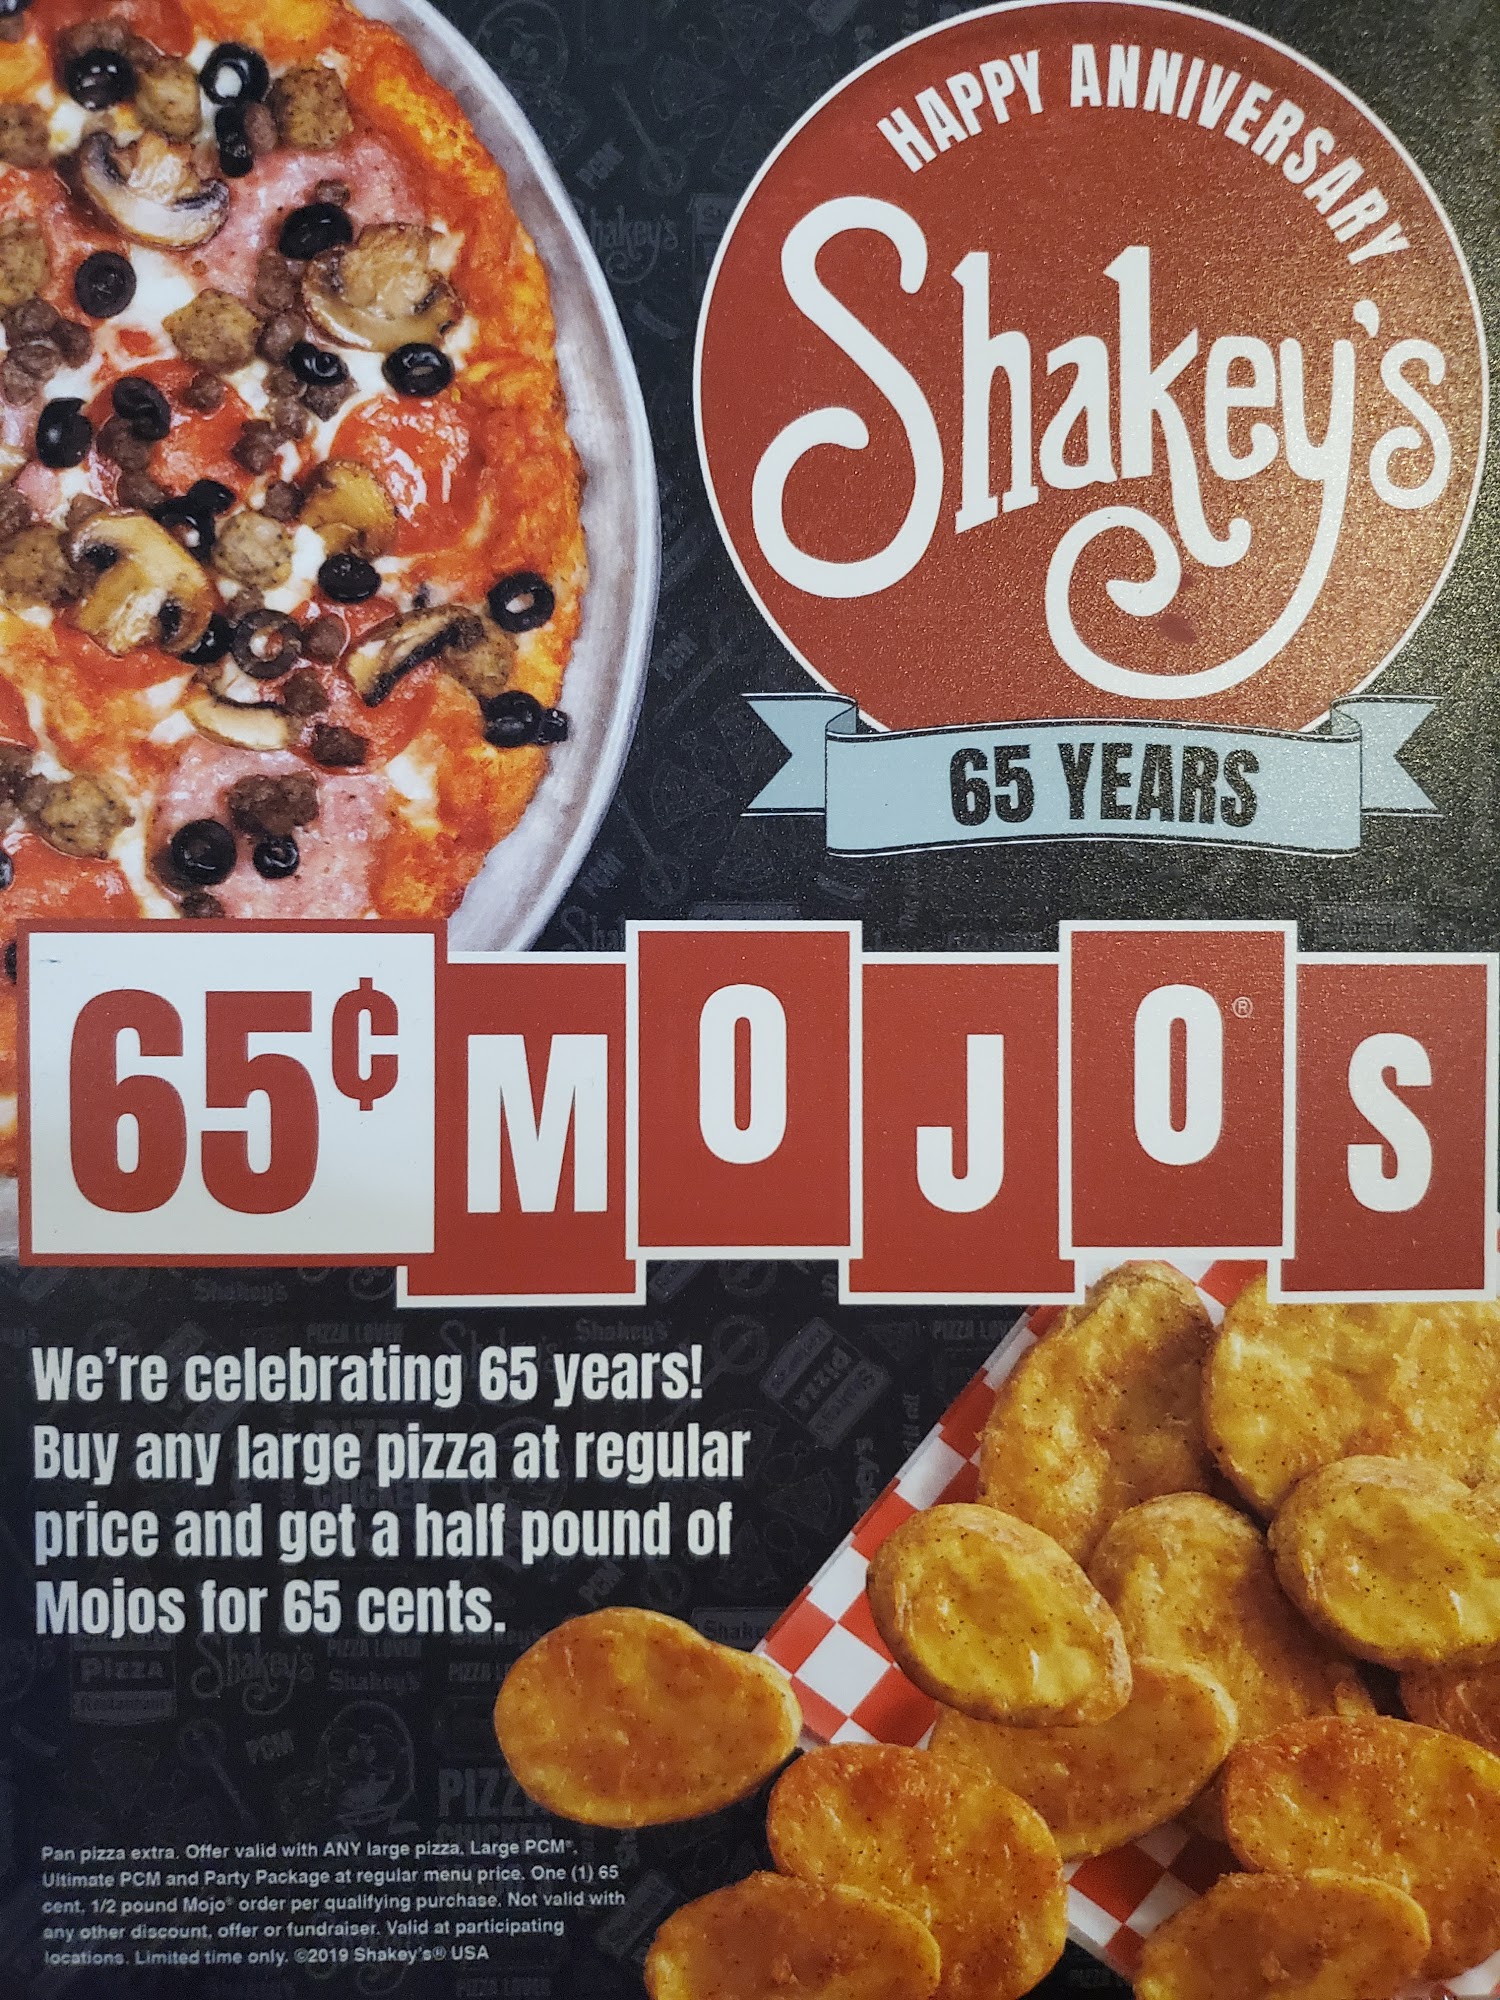 HAPPY ANNIVERSARY
Shakey's
65 YEARS
65¢ MOJO®S
We're celebrating 65 years!
Buy any large pizza at regular
price and get a half pound of
Mojos for 65 cents.
Pan pizza extra. Offer valid with ANY large pizza, Large PCM®,
Ultimate PCM and Party Package at regular menu price. One (1) 65
cent, 1/2 pound Mojo® order per qualifying purchase. Not valid with
any other discount, offer or fundraiser. Valid at participating
locations. Limited time only. ©2019 Shakey's® USA